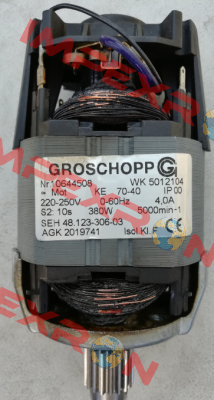 GROSCHOPP G
Nr.10644508 WK 5012104
≈ Mot KE 70-40 IP 00
220-250V 0-60Hz 4,0A
S2: 10s 380W 5000min-1
SEH 48.123-306-03
AGK 2019741 Isol Kl. F
IMPEXRON